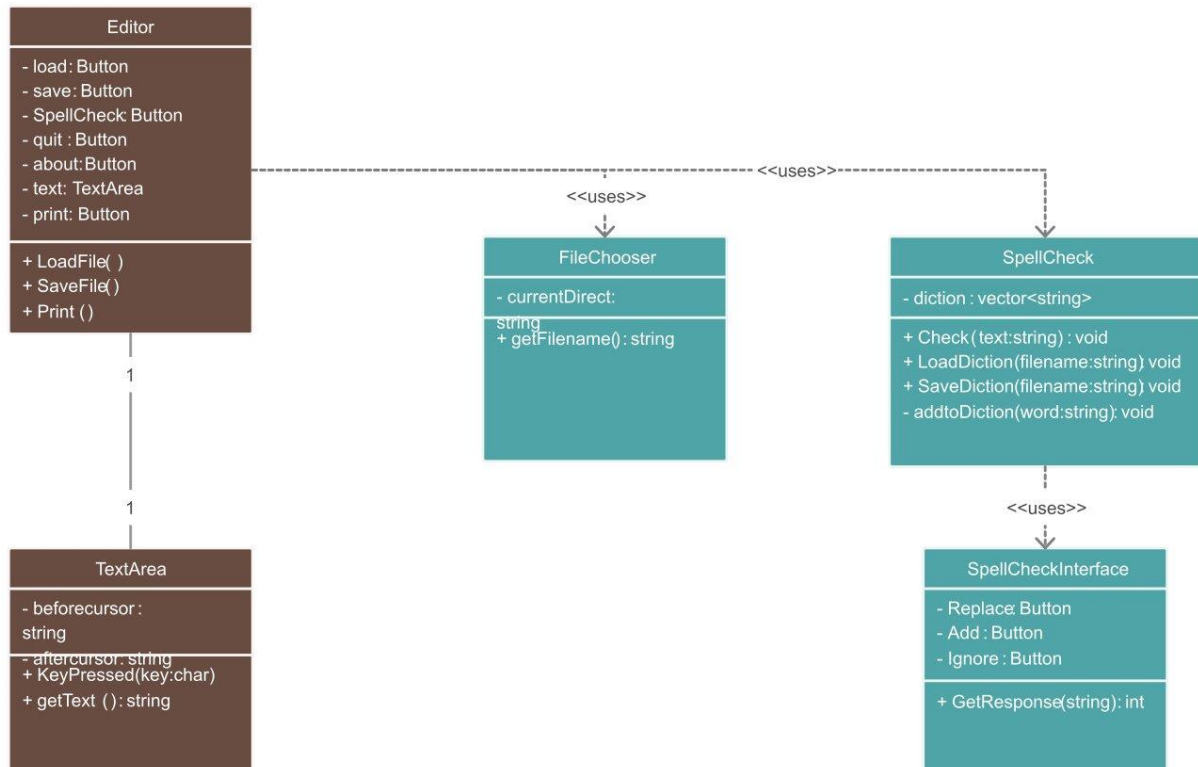 Editor
- load: Button
- save: Button
- SpellCheck: Button
- quit : Button
- about:Button
- text: TextArea
- print: Button
+ LoadFile( )
+ SaveFile()
+ Print ()
1
1
TextArea
- beforecursor :
string
- aftercursor: string
+ KeyPressed(key:char)
+ getText (): string
<<uses>>
<<uses>>
FileChooser
- currentDirect:
string
+ getFilename(): string
SpellCheck
- diction : vector<string>
+ Check(text:string) : void
+ LoadDiction(filename:string): void
+ SaveDiction(filename:string): void
- addtoDiction(word:string): void
<<uses>>
SpellCheckInterface
- Replace: Button
- Add : Button
- Ignore : Button
+ GetResponse(string): int